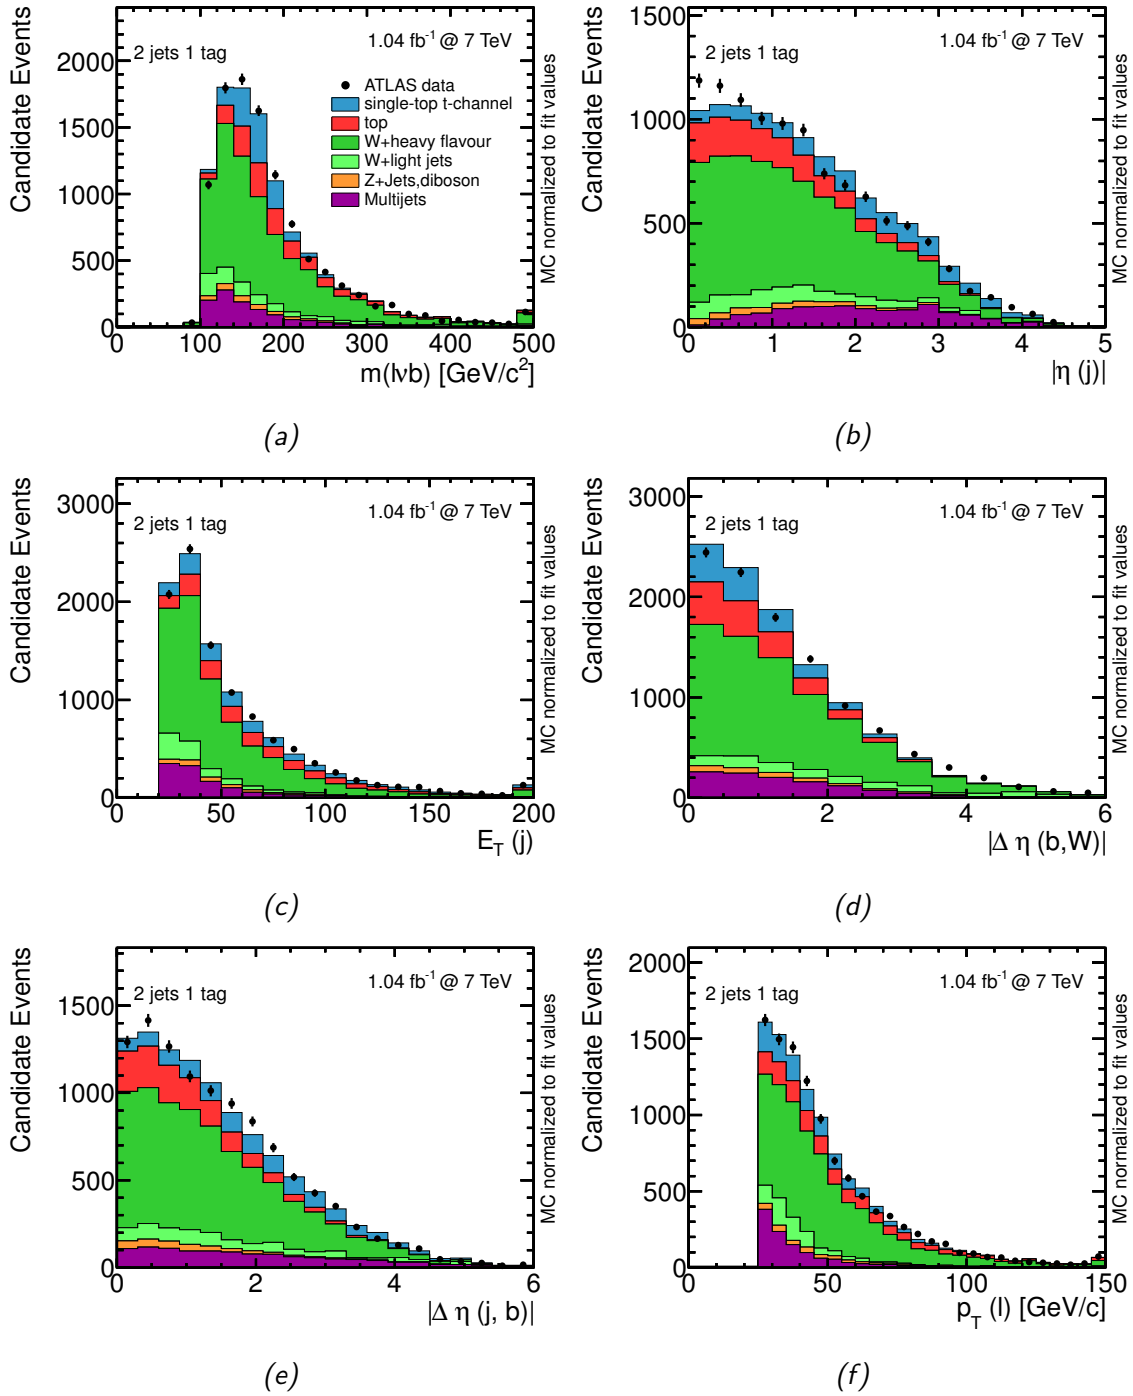 Candidate Events
2 jets 1 tag
1.04 fb⁻¹ @ 7 TeV
ATLAS data
single-top t-channel
top
W+heavy flavour
W+light jets
Z+Jets,diboson
Multijets
MC normalized to fit values
2000
1500
1000
500
0
0 100 200 300 400 500
m(lνb) [GeV/c²]
(a)
Candidate Events
2 jets 1 tag
1.04 fb⁻¹ @ 7 TeV
MC normalized to fit values
1500
1000
500
0
0 1 2 3 4 5
|η (j)|
(b)
Candidate Events
2 jets 1 tag
1.04 fb⁻¹ @ 7 TeV
MC normalized to fit values
3000
2000
1000
0
0 50 100 150 200
E_T (j)
(c)
Candidate Events
2 jets 1 tag
1.04 fb⁻¹ @ 7 TeV
MC normalized to fit values
3000
2000
1000
0
0 2 4 6
|Δ η (b,W)|
(d)
Candidate Events
2 jets 1 tag
1.04 fb⁻¹ @ 7 TeV
MC normalized to fit values
1500
1000
500
0
0 2 4 6
|Δ η (j, b)|
(e)
Candidate Events
2 jets 1 tag
1.04 fb⁻¹ @ 7 TeV
MC normalized to fit values
2000
1500
1000
500
0
0 50 100 150
p_T (l) [GeV/c]
(f)